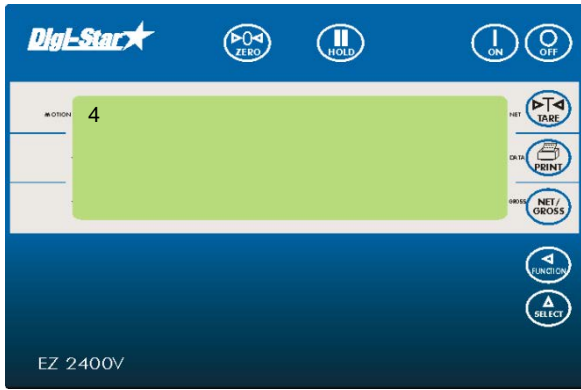 Digi-Star
ZERO
HOLD
ON
OFF
MOTION
4
NET
T
TARE
DATA
PRINT
GROSS
NET/
GROSS
FUNCTION
SELECT
EZ 2400V